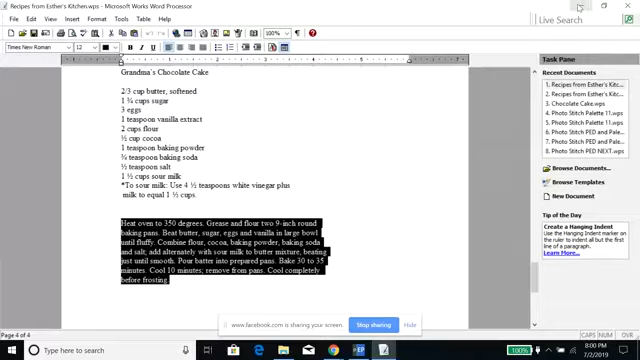 Recipes from Esther's Kitchen.wps - Microsoft Works Word Processor
File Edit View Insert Format Tools Table Help
Live Search
100%
Times New Roman 12 B I U
Grandma's Chocolate Cake
2/3 cup butter, softened
1 ¾ cups sugar
3 eggs
1 teaspoon vanilla extract
2 cups flour
½ cup cocoa
1 teaspoon baking powder
teaspoon baking soda
½ teaspoon salt
1 ½ cups sour milk
*To sour milk: Use 4 ½ teaspoons white vinegar plus
milk to equal 1 ½ cups.
Heat oven to 350 degrees. Grease and flour two 9-inch round
baking pans. Beat butter, sugar, eggs and vanilla in large bowl
until fluffy. Combine flour, cocoa, baking powder, baking soda
and salt; add alternately with sour milk to butter mixture, beating
just until smooth. Pour batter into prepared pans. Bake 30 to 35
minutes. Cool 10 minutes; remove from pans. Cool completely
before frosting.
Task Pane
Recent Documents
1. Recipes from Esther's Kitc...
2. Recipes from Esther's Kitc...
3. Chocolate Cake.wps
4. Photo Stitch Palette 11.wps
5. Photo Stitch Palette 11.wps
6. Photo Stitch PED and Pale...
7. Photo Stitch PED and Pale...
8. Photo Stitch PED NEXT.wps
Browse Documents...
Browse Templates
New Document
Tip of the Day
Create a Hanging Indent
Use the Hanging Indent marker
on the ruler to indent all but the first
line of a paragraph.
Learn More...
www.facebook.com is sharing your screen. Stop sharing Hide
Page 4 of 4
CAPS NUM OVR
Type here to search
100%
8:00 PM
7/2/2019